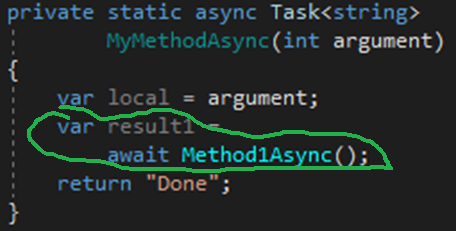 private static async Task<string>
MyMethodAsync(int argument)
{
var local = argument;
var result1 =
await Method1Async();
return "Done";
}